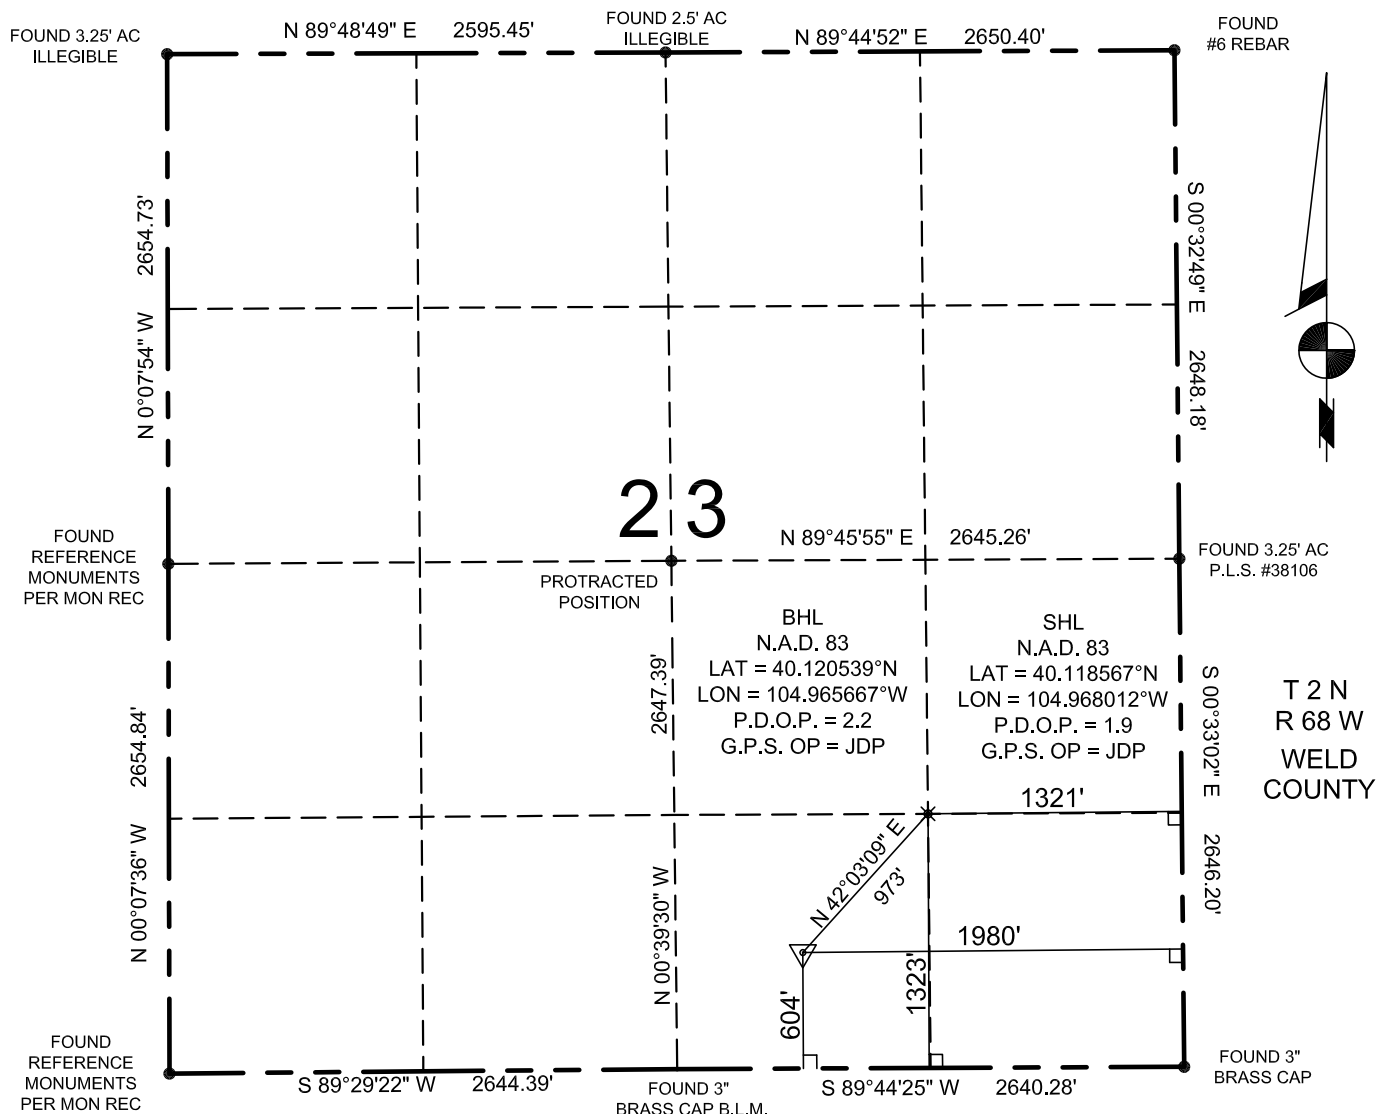 FOUND 3.25' AC
ILLEGIBLE
N 89°48'49" E 2595.45'
FOUND 2.5' AC
ILLEGIBLE
N 89°44'52" E 2650.40'
FOUND
#6 REBAR
N 0°07'54" W 2654.73'
S 00°32'49" E 2648.18'
23
N 89°45'55" E 2645.26'
FOUND
REFERENCE
MONUMENTS
PER MON REC
PROTRACTED
POSITION
FOUND 3.25' AC
P.L.S. #38106
BHL
N.A.D. 83
LAT = 40.120539°N
LON = 104.965667°W
P.D.O.P. = 2.2
G.P.S. OP = JDP
SHL
N.A.D. 83
LAT = 40.118567°N
LON = 104.968012°W
P.D.O.P. = 1.9
G.P.S. OP = JDP
T 2 N
R 68 W
WELD
COUNTY
N 00°07'36" W 2654.84'
N 00°39'30" W 2647.39'
S 00°33'02" E 2646.20'
1321'
N 42°03'09" E
973'
1980'
604'
1323'
FOUND
REFERENCE
MONUMENTS
PER MON REC
S 89°29'22" W 2644.39'
FOUND 3"
BRASS CAP B.L.M.
S 89°44'25" W 2640.28'
FOUND 3"
BRASS CAP